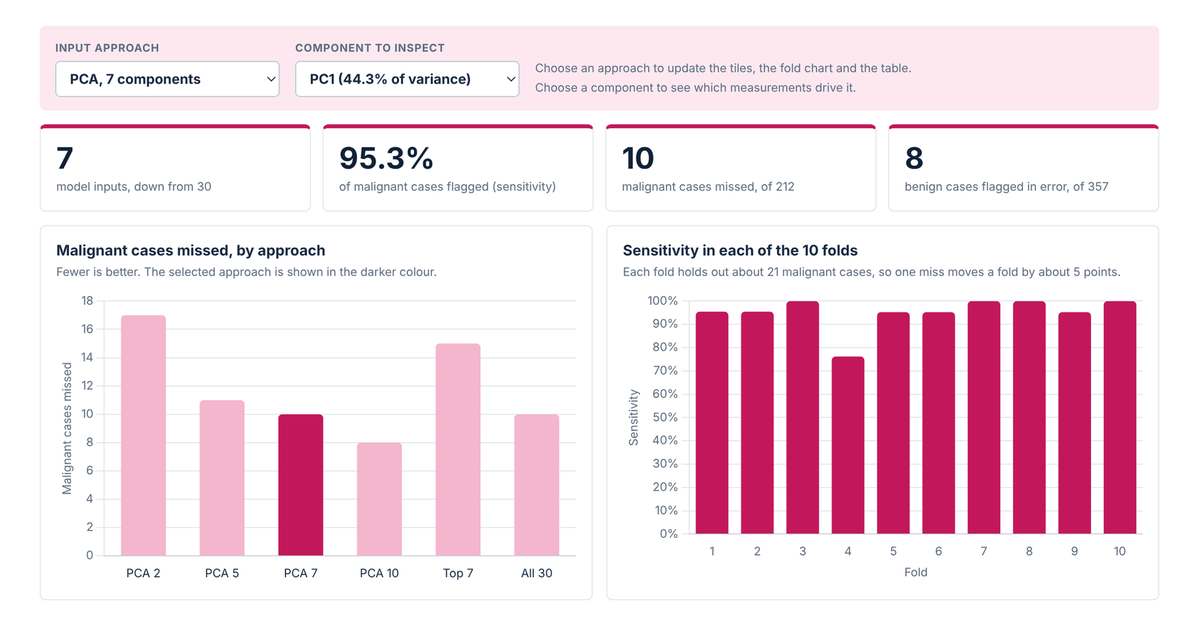 INPUT APPROACH
PCA, 7 components
COMPONENT TO INSPECT
PC1 (44.3% of variance)
Choose an approach to update the tiles, the fold chart and the table.
Choose a component to see which measurements drive it.
7
model inputs, down from 30
95.3%
of malignant cases flagged (sensitivity)
10
malignant cases missed, of 212
8
benign cases flagged in error, of 357
Malignant cases missed, by approach
Fewer is better. The selected approach is shown in the darker colour.
Malignant cases missed
18
16
14
12
10
8
6
4
2
0
PCA 2
PCA 5
PCA 7
PCA 10
Top 7
All 30
Sensitivity in each of the 10 folds
Each fold holds out about 21 malignant cases, so one miss moves a fold by about 5 points.
Sensitivity
100%
90%
80%
70%
60%
50%
40%
30%
20%
10%
0%
1
2
3
4
5
6
7
8
9
10
Fold